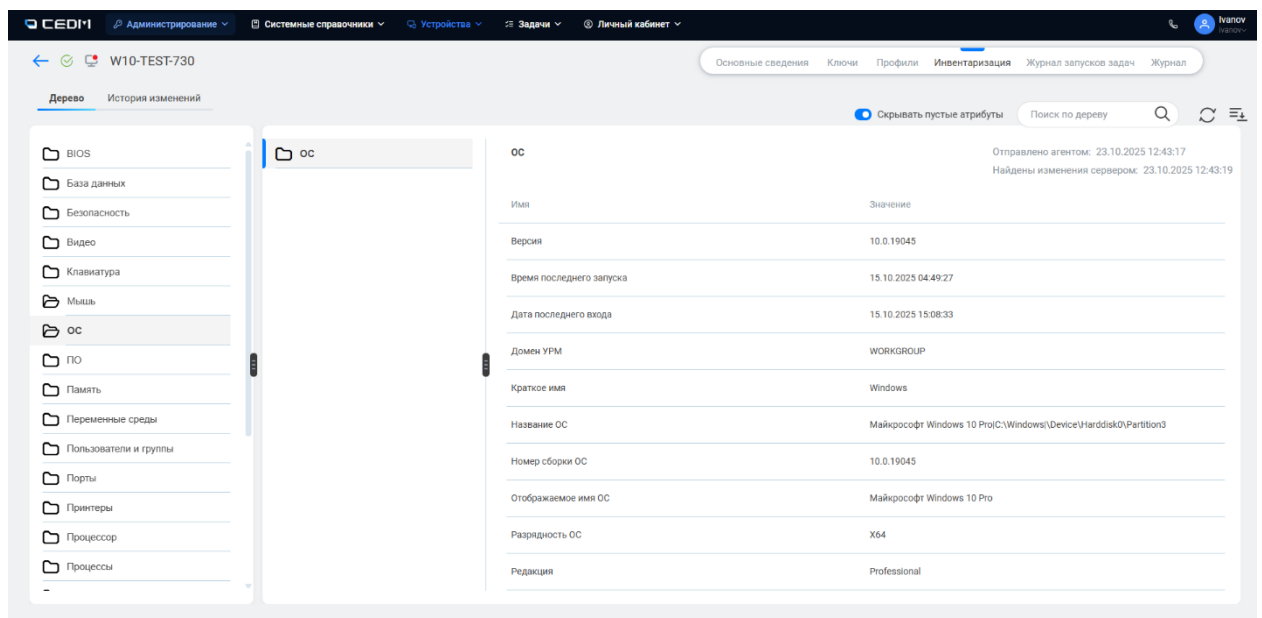 CEDM Администрирование Системные справочники Устройства Задачи Личный кабинет Ivanov
ivanov
W10-TEST-730 Основные сведения Ключи Профили Инвентаризация Журнал запусков задач Журнал
Дерево История изменений
Скрывать пустые атрибуты Поиск по дереву
BIOS
База данных
Безопасность
Видео
Клавиатура
Мышь
ОС
ПО
Память
Переменные среды
Пользователи и группы
Порты
Принтеры
Процессор
Процессы
ОС
ОС
Отправлено агентом: 23.10.2025 12:43:17
Найдены изменения сервером: 23.10.2025 12:43:19
Имя Значение
Версия 10.0.19045
Время последнего запуска 15.10.2025 04:49:27
Дата последнего входа 15.10.2025 15:08:33
Домен УРМ WORKGROUP
Краткое имя Windows
Название ОС Майкрософт Windows 10 Pro|C:\Windows|\Device\Harddisk0\Partition3
Номер сборки ОС 10.0.19045
Отображаемое имя ОС Майкрософт Windows 10 Pro
Разрядность ОС X64
Редакция Professional